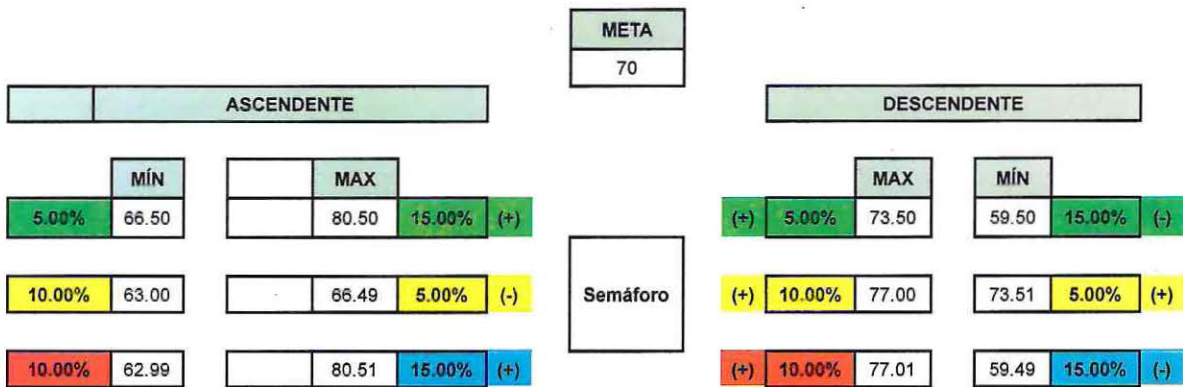 META
70
ASCENDENTE
DESCENDENTE
MÍN MAX
MAX MÍN
5.00% 66.50 80.50 15.00% (+)
(+) 5.00% 73.50 59.50 15.00% (-)
10.00% 63.00 66.49 5.00% (-)
Semáforo
(+) 10.00% 77.00 73.51 5.00% (+)
10.00% 62.99 80.51 15.00% (+)
(+) 10.00% 77.01 59.49 15.00% (-)